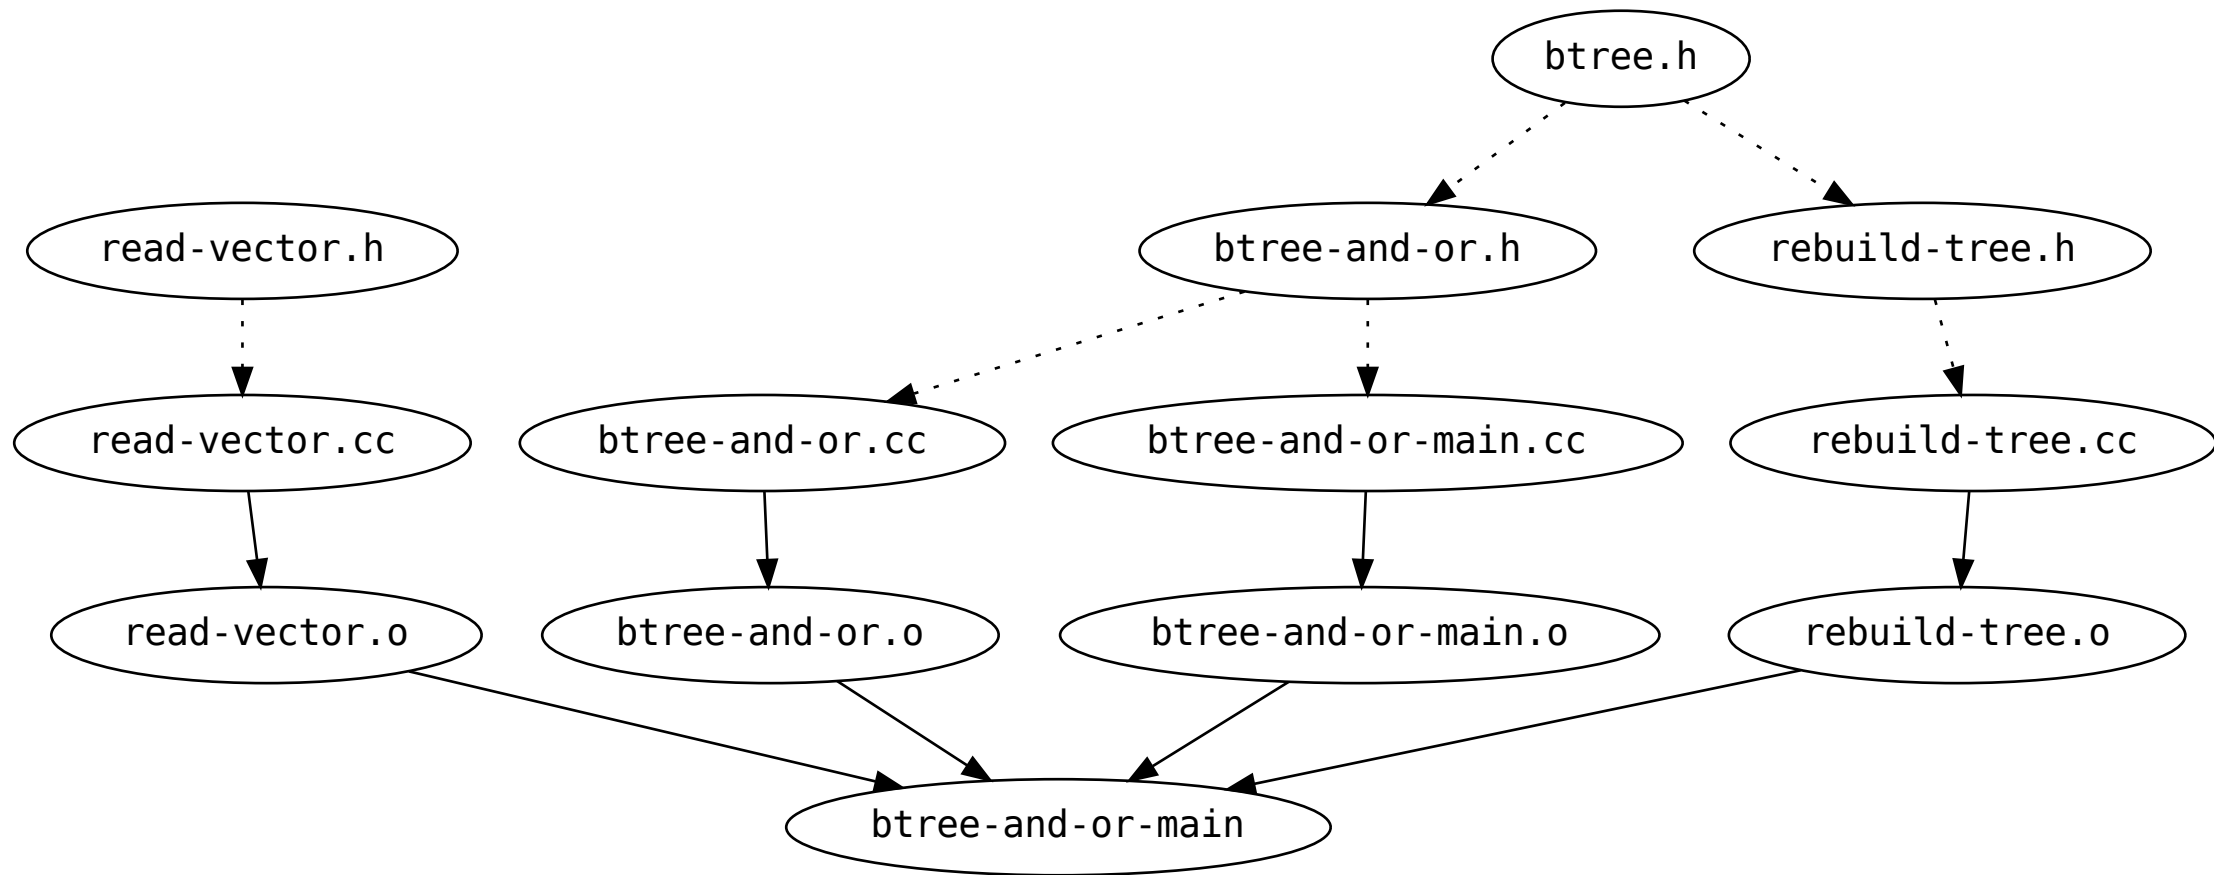 btree.h
read-vector.h
btree-and-or.h
rebuild-tree.h
read-vector.cc
btree-and-or.cc
btree-and-or-main.cc
rebuild-tree.cc
read-vector.o
btree-and-or.o
btree-and-or-main.o
rebuild-tree.o
btree-and-or-main